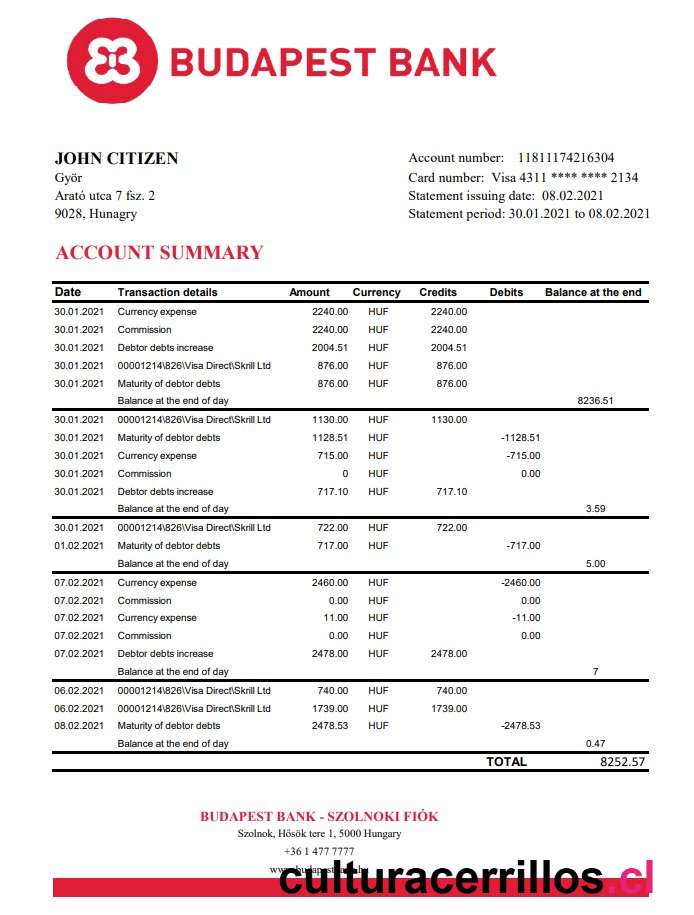 BUDAPEST BANK
JOHN CITIZEN
Györ
Arató utca 7 fsz. 2
9028, Hunagry
Account number: 11811174216304
Card number: Visa 4311 **** **** 2134
Statement issuing date: 08.02.2021
Statement period: 30.01.2021 to 08.02.2021
ACCOUNT SUMMARY
Date Transaction details Amount Currency Credits Debits Balance at the end
30.01.2021 Currency expense 2240.00 HUF 2240.00
30.01.2021 Commission 2240.00 HUF 2240.00
30.01.2021 Debtor debts increase 2004.51 HUF 2004.51
30.01.2021 00001214\826\Visa Direct\Skrill Ltd 876.00 HUF 876.00
30.01.2021 Maturity of debtor debts 876.00 HUF 876.00
Balance at the end of day 8236.51
30.01.2021 00001214\826\Visa Direct\Skrill Ltd 1130.00 HUF 1130.00
30.01.2021 Maturity of debtor debts 1128.51 HUF -1128.51
30.01.2021 Currency expense 715.00 HUF -715.00
30.01.2021 Commission 0 HUF 0.00
30.01.2021 Debtor debts increase 717.10 HUF 717.10
Balance at the end of day 3.59
30.01.2021 00001214\826\Visa Direct\Skrill Ltd 722.00 HUF 722.00
01.02.2021 Maturity of debtor debts 717.00 HUF -717.00
Balance at the end of day 5.00
07.02.2021 Currency expense 2460.00 HUF -2460.00
07.02.2021 Commission 0.00 HUF 0.00
07.02.2021 Currency expense 11.00 HUF -11.00
07.02.2021 Commission 0.00 HUF 0.00
07.02.2021 Debtor debts increase 2478.00 HUF 2478.00
Balance at the end of day 7
06.02.2021 00001214\826\Visa Direct\Skrill Ltd 740.00 HUF 740.00
06.02.2021 00001214\826\Visa Direct\Skrill Ltd 1739.00 HUF 1739.00
08.02.2021 Maturity of debtor debts 2478.53 HUF -2478.53
Balance at the end of day 0.47
TOTAL 8252.57
BUDAPEST BANK - SZOLNOKI FIÓK
Szolnok, Hősök tere 1, 5000 Hungary
+36 1 477 7777
culturacerrillos.cl